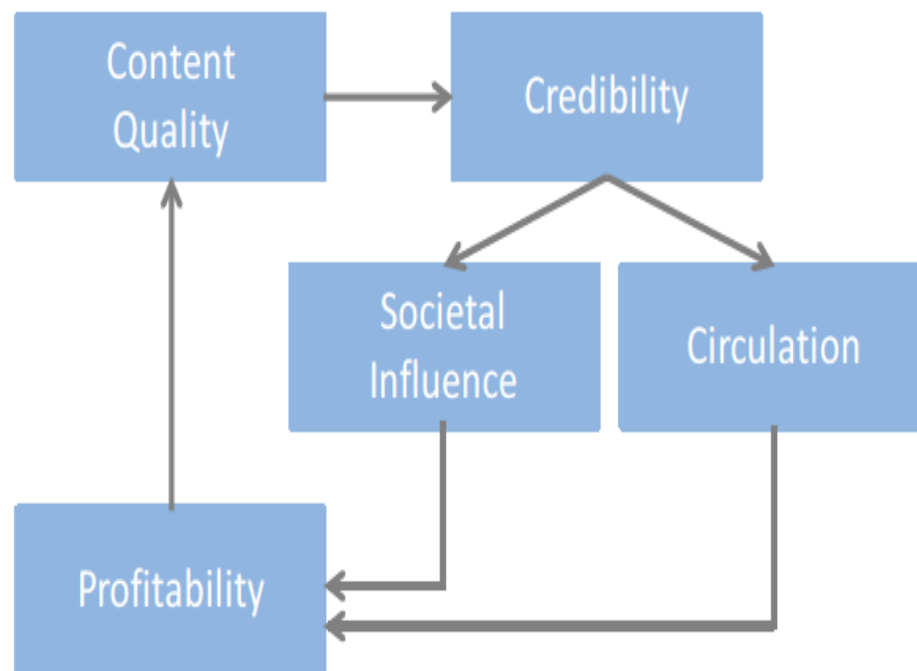 Content
Quality
Credibility
Societal
Influence
Circulation
Profitability